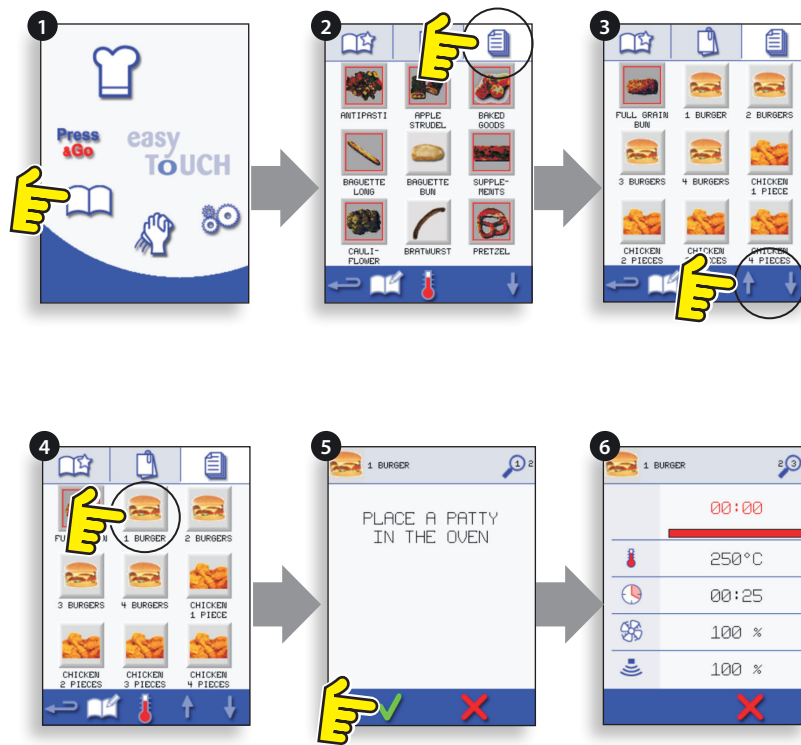 1
Press
&Go
easy
ToUCH
2
ANTIPASTI
APPLE
STRUDEL
BAKED
GOODS
BAGUETTE
LONG
BAGUETTE
BUN
SUPPLE-
MENTS
CAULI-
FLOWER
BRATWURST
PRETZEL
3
FULL GRAIN
BUN
1 BURGER
2 BURGERS
3 BURGERS
4 BURGERS
CHICKEN
1 PIECE
CHICKEN
2 PIECES
CHICKEN
CHICKEN
4 PIECES
4
1 BURGER
2 BURGERS
3 BURGERS
4 BURGERS
CHICKEN
1 PIECE
CHICKEN
2 PIECES
CHICKEN
3 PIECES
CHICKEN
4 PIECES
5
1 BURGER
1 2
PLACE A PATTY
IN THE OVEN
6
1 BURGER
2 3
00:00
250°C
00:25
100 %
100 %